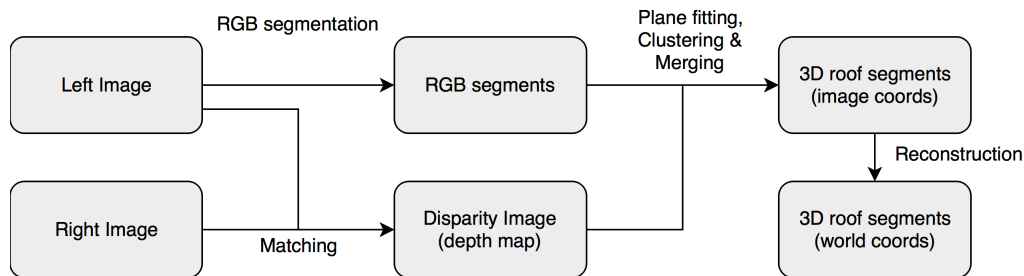 RGB segmentation
Plane fitting,
Clustering &
Merging
Left Image
RGB segments
3D roof segments
(image coords)
Reconstruction
Right Image
Matching
Disparity Image
(depth map)
3D roof segments
(world coords)